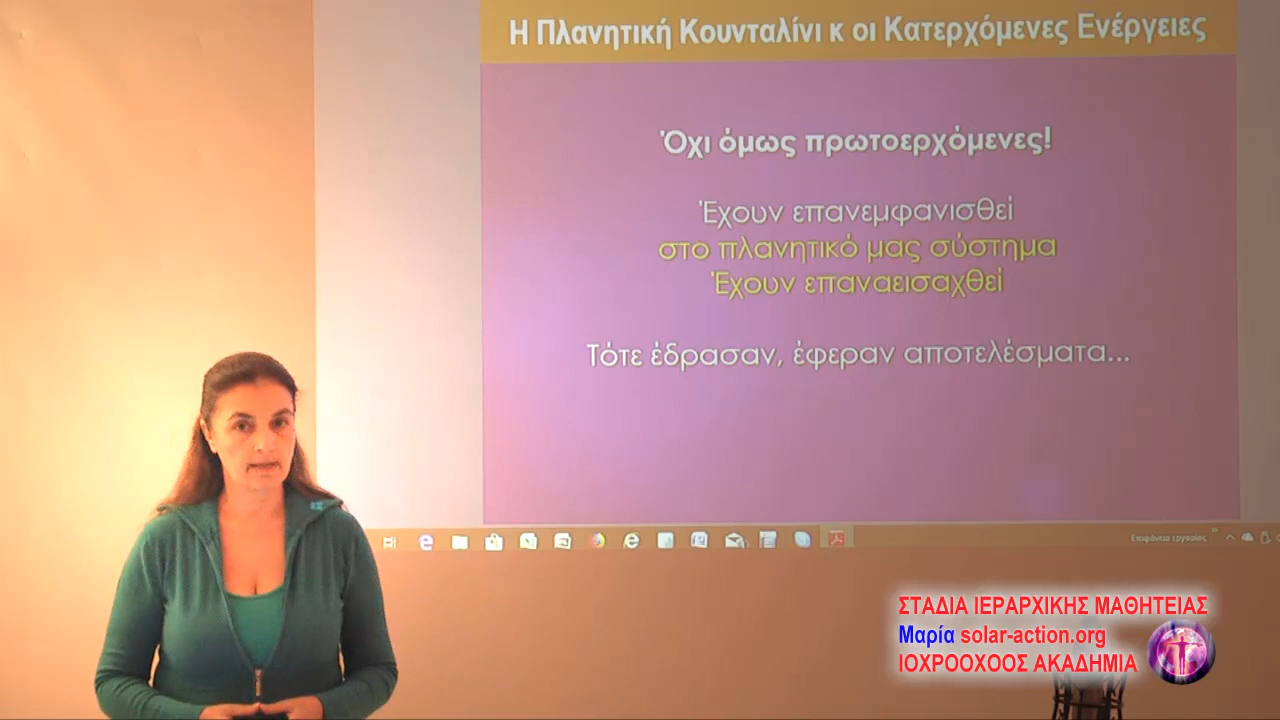 Η Πλανητική Κουνταλίνι κ οι Κατερχόμενες Ενέργειες
Όχι όμως πρωτοερχόμενες!
Έχουν επανεμφανισθεί
στο πλανητικό μας σύστημα
Έχουν επαναεισαχθεί
Τότε έδρασαν, έφεραν αποτελέσματα...
Επιφάνεια εργασίας
ΣΤΑΔΙΑ ΙΕΡΑΡΧΙΚΗΣ ΜΑΘΗΤΕΙΑΣ
Μαρία solar-action.org
ΙΟΧΡΟΟΧΟΟΣ ΑΚΑΔΗΜΙΑ